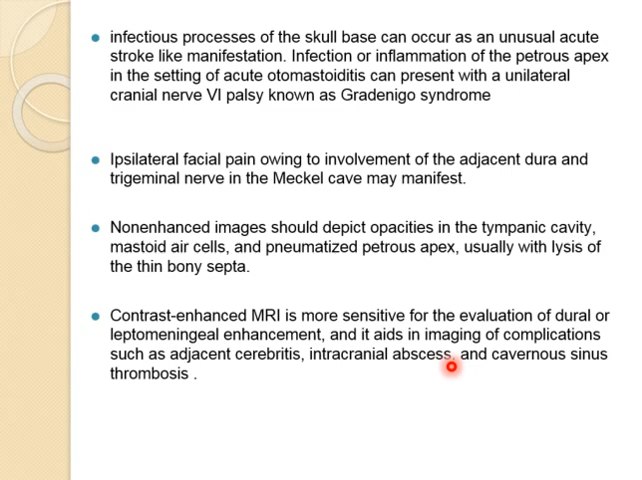 infectious processes of the skull base can occur as an unusual acute
stroke like manifestation. Infection or inflammation of the petrous apex
in the setting of acute otomastoiditis can present with a unilateral
cranial nerve VI palsy known as Gradenigo syndrome
Ipsilateral facial pain owing to involvement of the adjacent dura and
trigeminal nerve in the Meckel cave may manifest.
Nonenhanced images should depict opacities in the tympanic cavity,
mastoid air cells, and pneumatized petrous apex, usually with lysis of
the thin bony septa.
Contrast-enhanced MRI is more sensitive for the evaluation of dural or
leptomeningeal enhancement, and it aids in imaging of complications
such as adjacent cerebritis, intracranial abscess, and cavernous sinus
thrombosis .